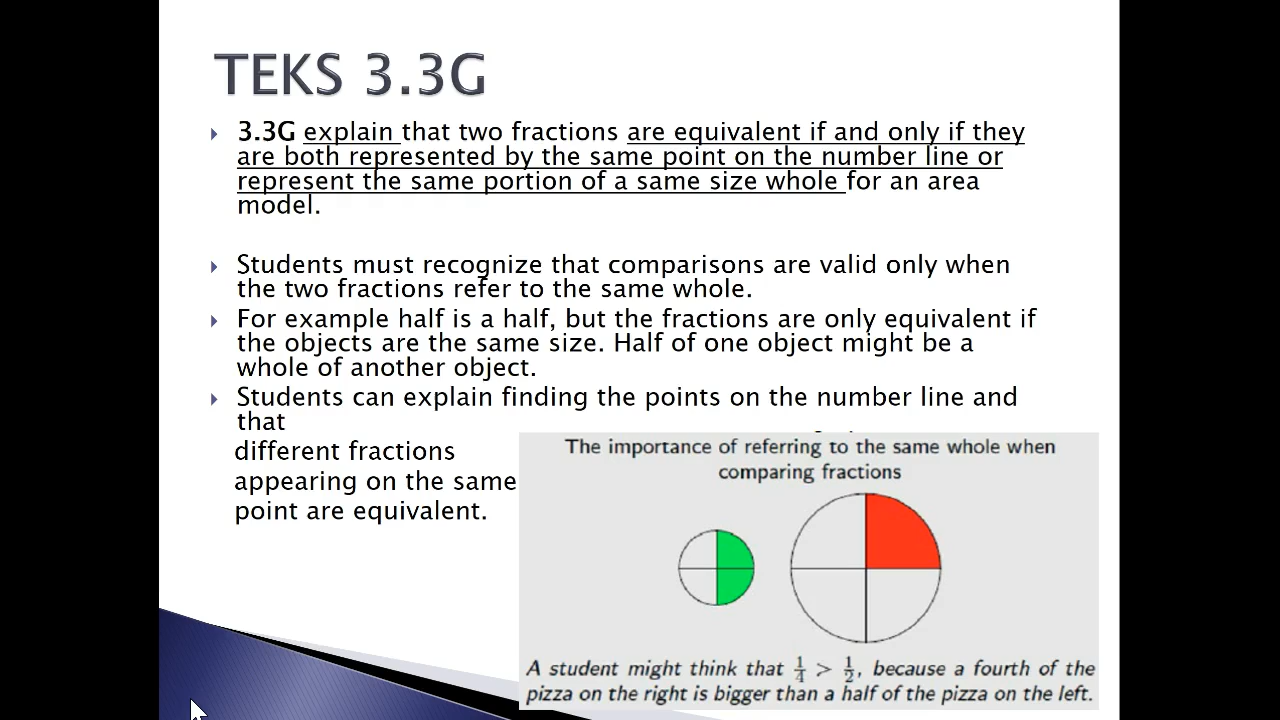 TEKS 3.3G
3.3G explain that two fractions are equivalent if and only if they
are both represented by the same point on the number line or
represent the same portion of a same size whole for an area
model.
Students must recognize that comparisons are valid only when
the two fractions refer to the same whole.
For example half is a half, but the fractions are only equivalent if
the objects are the same size. Half of one object might be a
whole of another object.
Students can explain finding the points on the number line and
that
different fractions
appearing on the same
point are equivalent.
The importance of referring to the same whole when
comparing fractions
A student might think that 1/4 > 1/2, because a fourth of the
pizza on the right is bigger than a half of the pizza on the left.